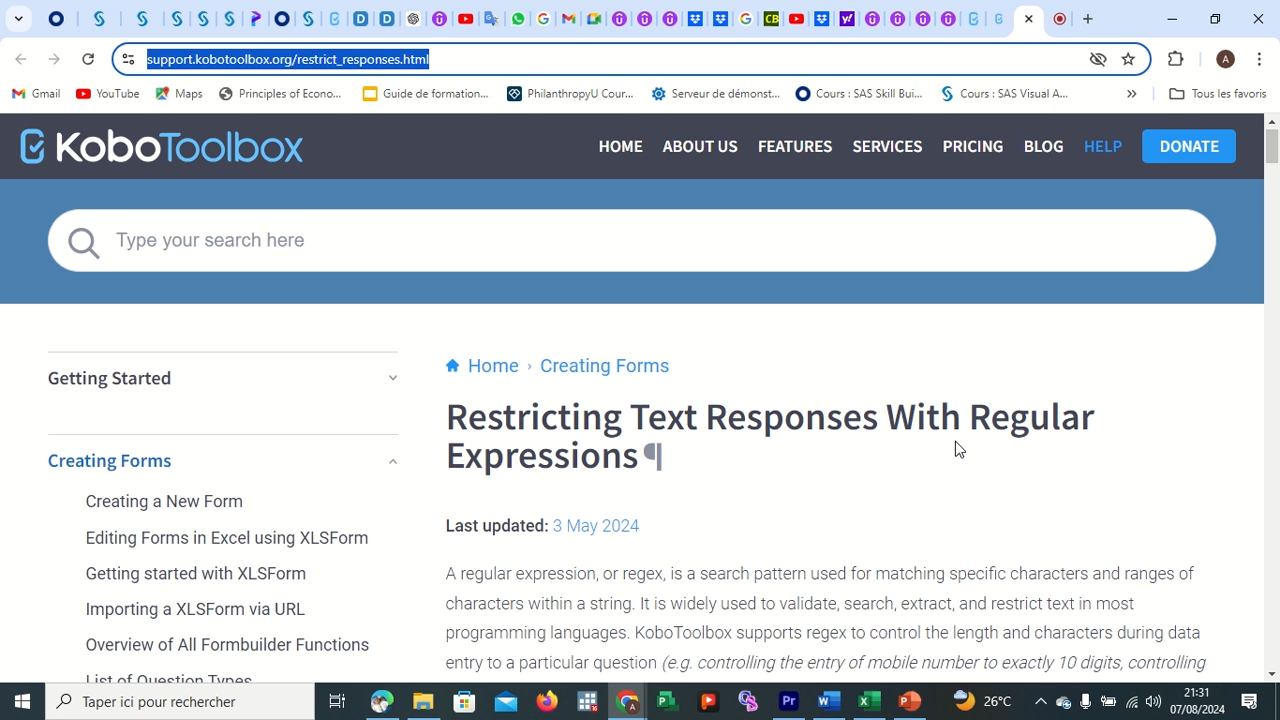 support.kobotoolbox.org/restrict_responses.html
A
Gmail
YouTube
Maps
Principles of Econo...
Guide de formation...
PhilanthropyU Cour...
Serveur de démonst...
Cours : SAS Skill Bui...
Cours : SAS Visual A...
»
Tous les favoris
KoboToolbox
HOME
ABOUT US
FEATURES
SERVICES
PRICING
BLOG
HELP
DONATE
Type your search here
Getting Started
Creating Forms
Creating a New Form
Editing Forms in Excel using XLSForm
Getting started with XLSForm
Importing a XLSForm via URL
Overview of All Formbuilder Functions
List of Question Types
Home › Creating Forms
Restricting Text Responses With Regular
Expressions ¶
Last updated: 3 May 2024
A regular expression, or regex, is a search pattern used for matching specific characters and ranges of
characters within a string. It is widely used to validate, search, extract, and restrict text in most
programming languages. KoboToolbox supports regex to control the length and characters during data
entry to a particular question (e.g. controlling the entry of mobile number to exactly 10 digits, controlling
Taper ici pour rechercher
26°C
21:31
07/08/2024